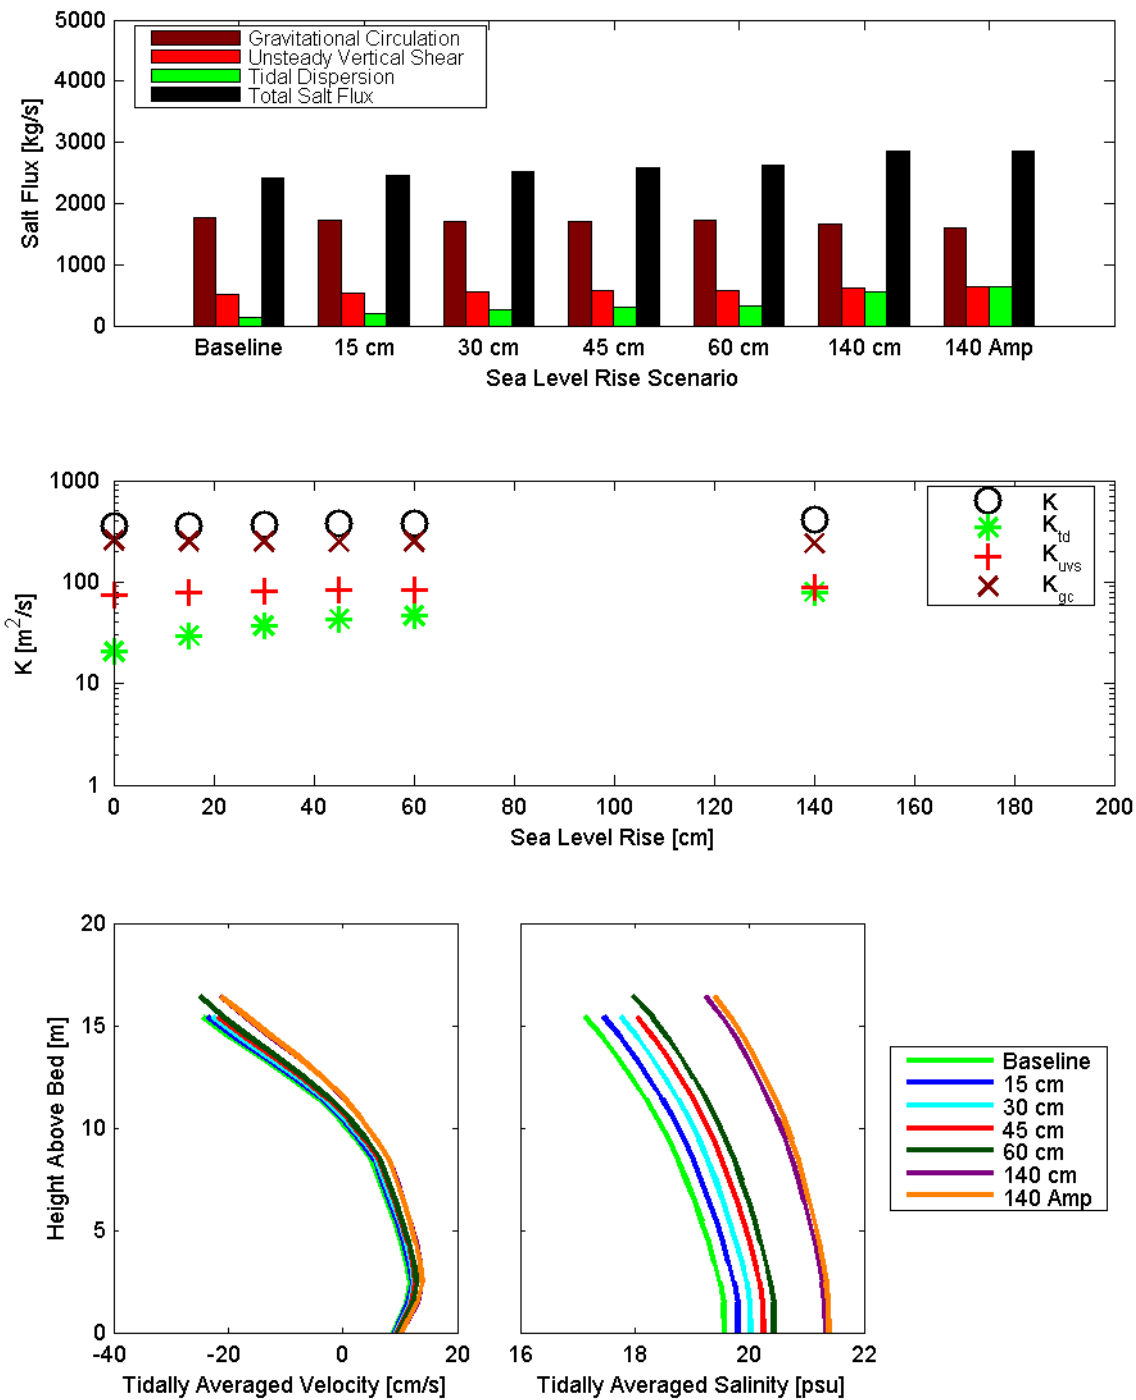 5000
4000
3000
2000
1000
0
Salt Flux [kg/s]
Gravitational Circulation
Unsteady Vertical Shear
Tidal Dispersion
Total Salt Flux
Baseline 15 cm 30 cm 45 cm 60 cm 140 cm 140 Amp
Sea Level Rise Scenario
1000
100
10
1
K [m²/s]
K
K_td
K_uvs
K_gc
0 20 40 60 80 100 120 140 160 180 200
Sea Level Rise [cm]
20
15
10
5
0
Height Above Bed [m]
-40 -20 0 20
Tidally Averaged Velocity [cm/s]
16 18 20 22
Tidally Averaged Salinity [psu]
Baseline
15 cm
30 cm
45 cm
60 cm
140 cm
140 Amp